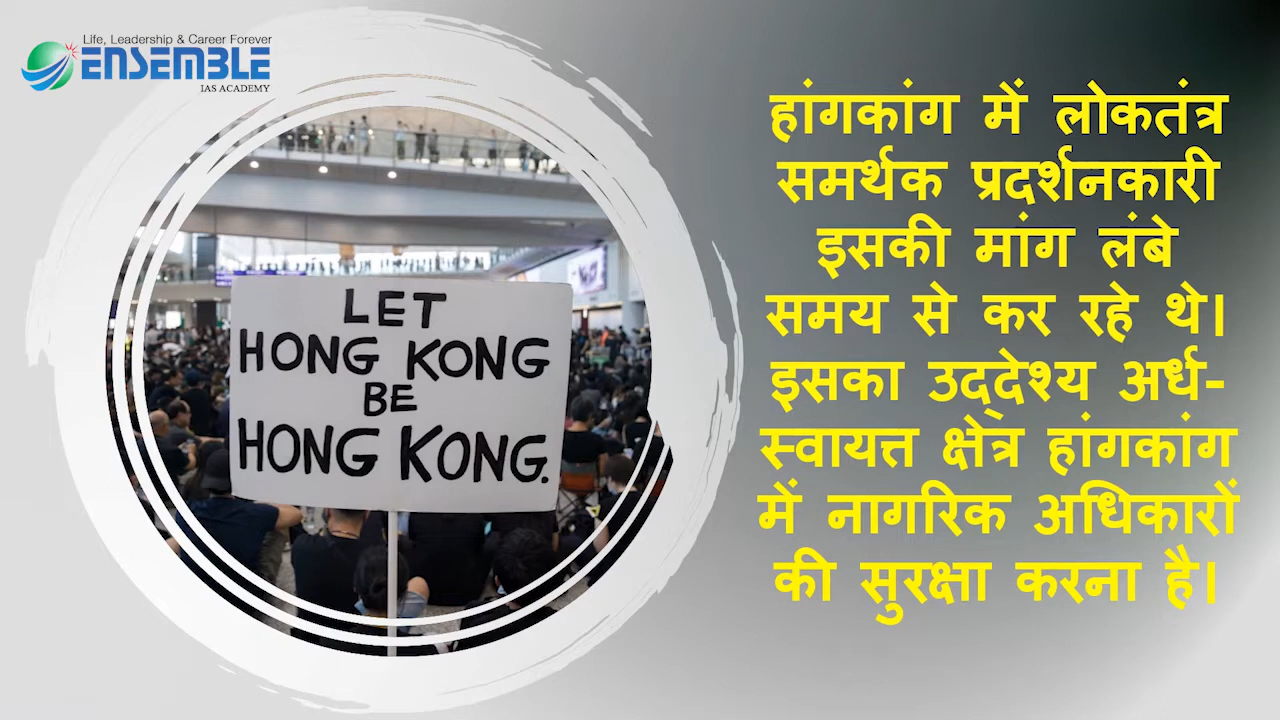 Life, Leadership & Career Forever
ENSEMBLE
IAS ACADEMY
LET
HONG KONG
BE
HONG KONG.
हांगकांग में लोकतंत्र
समर्थक प्रदर्शनकारी
इसकी मांग लंबे
समय से कर रहे थे।
इसका उद्देश्य अर्ध-
स्वायत्त क्षेत्र हांगकांग
में नागरिक अधिकारों
की सुरक्षा करना है।